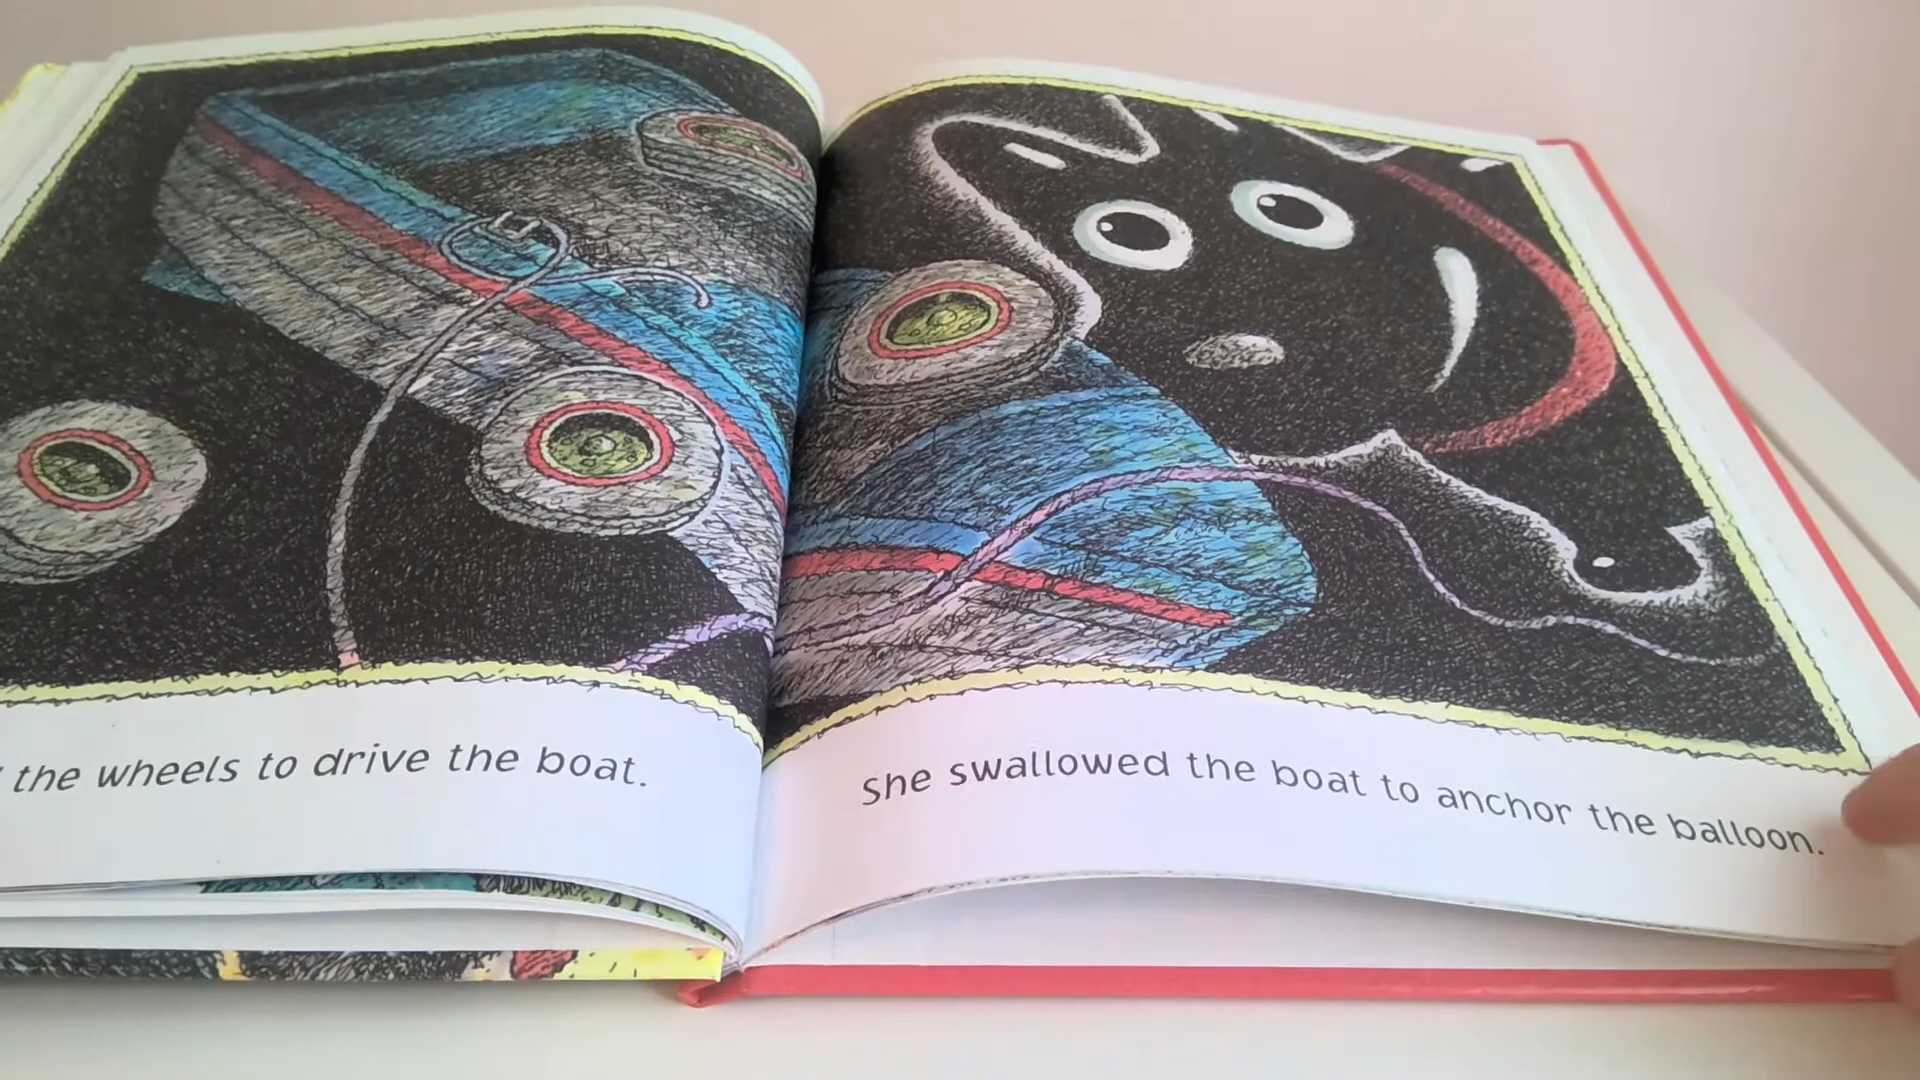 the wheels to drive the boat.
She swallowed the boat to anchor the balloon.